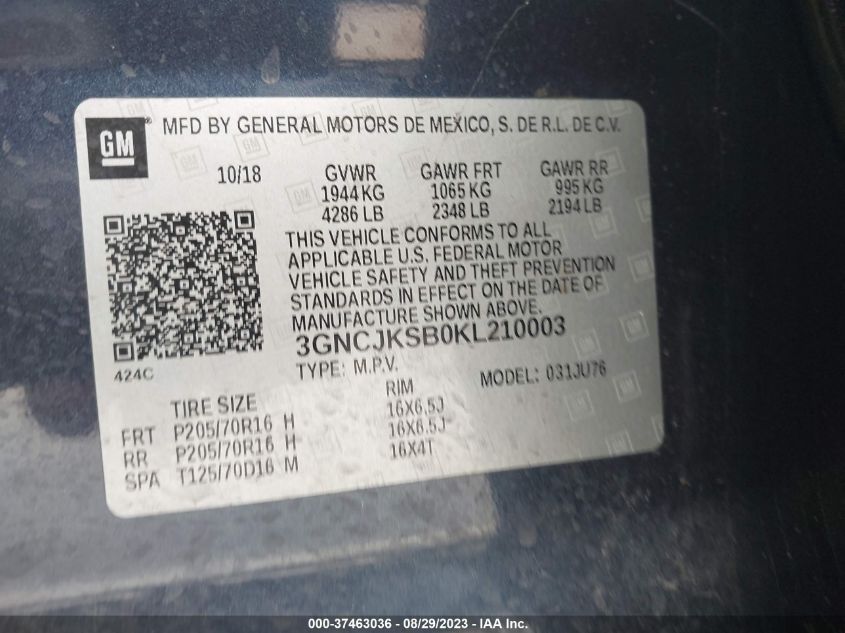 GM
MFD BY GENERAL MOTORS DE MEXICO, S. DE R.L. DE C.V.
10/18 GVWR GAWR FRT GAWR RR
1944 KG 1065 KG 995 KG
4286 LB 2348 LB 2194 LB
THIS VEHICLE CONFORMS TO ALL
APPLICABLE U.S. FEDERAL MOTOR
VEHICLE SAFETY AND THEFT PREVENTION
STANDARDS IN EFFECT ON THE DATE OF
MANUFACTURE SHOWN ABOVE.
3GNCJKSB0KL210003
424C
TYPE: M.P.V. MODEL: 031JU76
TIRE SIZE RIM
FRT P205/70R16 H 16X6.5J
RR P205/70R16 H 16X6.5J
SPA T125/70D16 M 16X4T
000-37463036 - 08/29/2023 - IAA Inc.